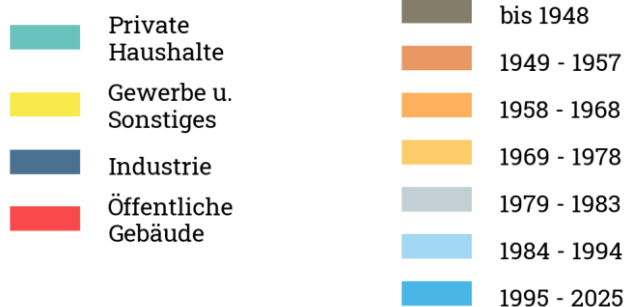 Private
Haushalte
Gewerbe u.
Sonstiges
Industrie
Öffentliche
Gebäude
bis 1948
1949 - 1957
1958 - 1968
1969 - 1978
1979 - 1983
1984 - 1994
1995 - 2025